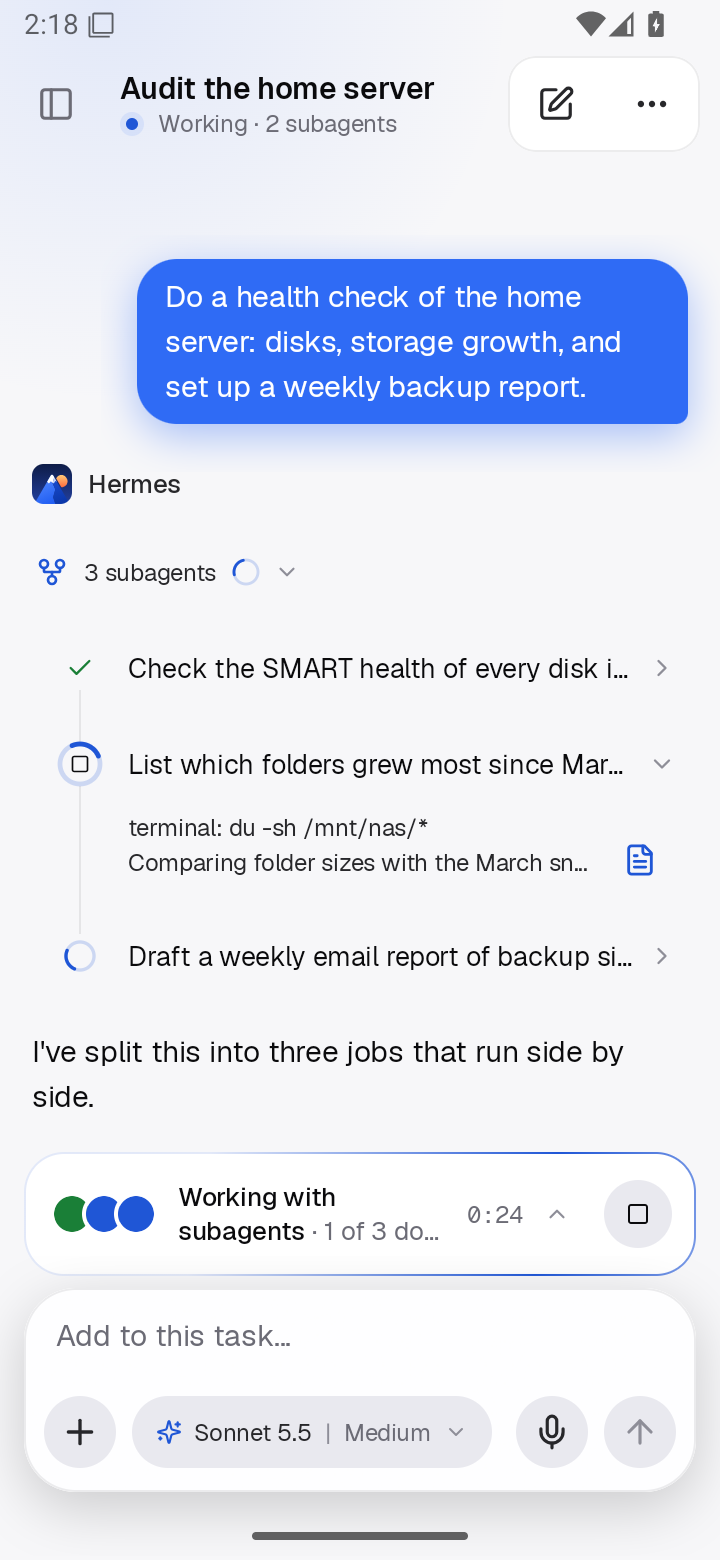 2:18
Audit the home server
Working · 2 subagents
Do a health check of the home
server: disks, storage growth, and
set up a weekly backup report.
Hermes
3 subagents
Check the SMART health of every disk i...
List which folders grew most since Mar...
terminal: du -sh /mnt/nas/*
Comparing folder sizes with the March sn...
Draft a weekly email report of backup si...
I've split this into three jobs that run side by
side.
Working with
subagents · 1 of 3 do...
0:24
Add to this task...
Sonnet 5.5 | Medium